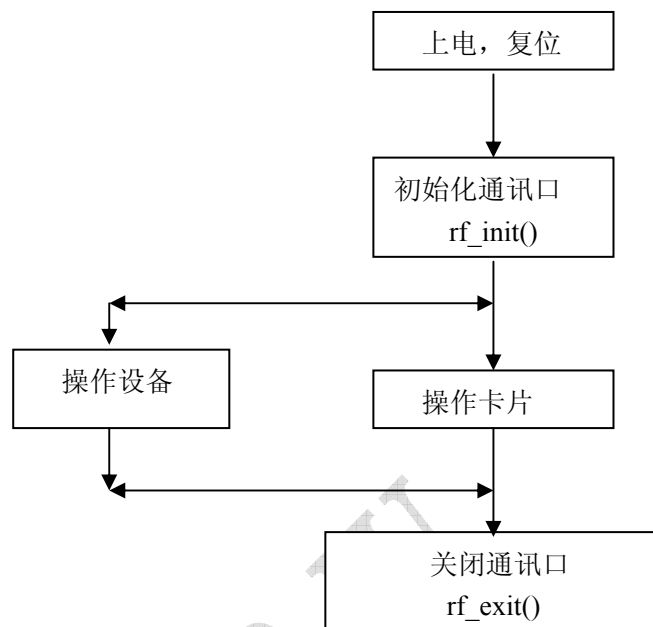 上电，复位
初始化通讯口
rf_init()
操作设备
操作卡片
关闭通讯口
rf_exit()